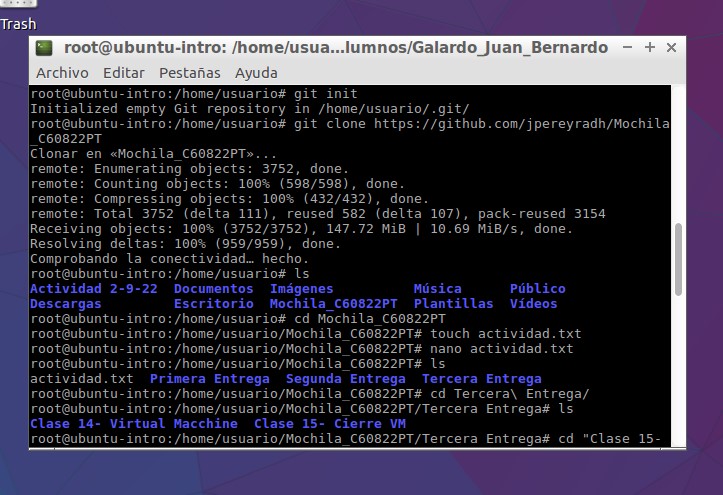 Trash
root@ubuntu-intro: /home/usua...lumnos/Galardo_Juan_Bernardo
Archivo Editar Pestañas Ayuda
root@ubuntu-intro:/home/usuario# git init
Initialized empty Git repository in /home/usuario/.git/
root@ubuntu-intro:/home/usuario# git clone https://github.com/jpereyradh/Mochila
_C60822PT
Clonar en «Mochila_C60822PT»...
remote: Enumerating objects: 3752, done.
remote: Counting objects: 100% (598/598), done.
remote: Compressing objects: 100% (432/432), done.
remote: Total 3752 (delta 111), reused 582 (delta 107), pack-reused 3154
Receiving objects: 100% (3752/3752), 147.72 MiB | 10.69 MiB/s, done.
Resolving deltas: 100% (959/959), done.
Comprobando la conectividad… hecho.
root@ubuntu-intro:/home/usuario# ls
Actividad 2-9-22 Documentos Imágenes Música Público
Descargas Escritorio Mochila_C60822PT Plantillas Vídeos
root@ubuntu-intro:/home/usuario# cd Mochila_C60822PT
root@ubuntu-intro:/home/usuario/Mochila_C60822PT# touch actividad.txt
root@ubuntu-intro:/home/usuario/Mochila_C60822PT# nano actividad.txt
root@ubuntu-intro:/home/usuario/Mochila_C60822PT# ls
actividad.txt Primera Entrega Segunda Entrega Tercera Entrega
root@ubuntu-intro:/home/usuario/Mochila_C60822PT# cd Tercera\ Entrega/
root@ubuntu-intro:/home/usuario/Mochila_C60822PT/Tercera Entrega# ls
Clase 14- Virtual Macchine Clase 15- Cierre VM
root@ubuntu-intro:/home/usuario/Mochila_C60822PT/Tercera Entrega# cd "Clase 15-